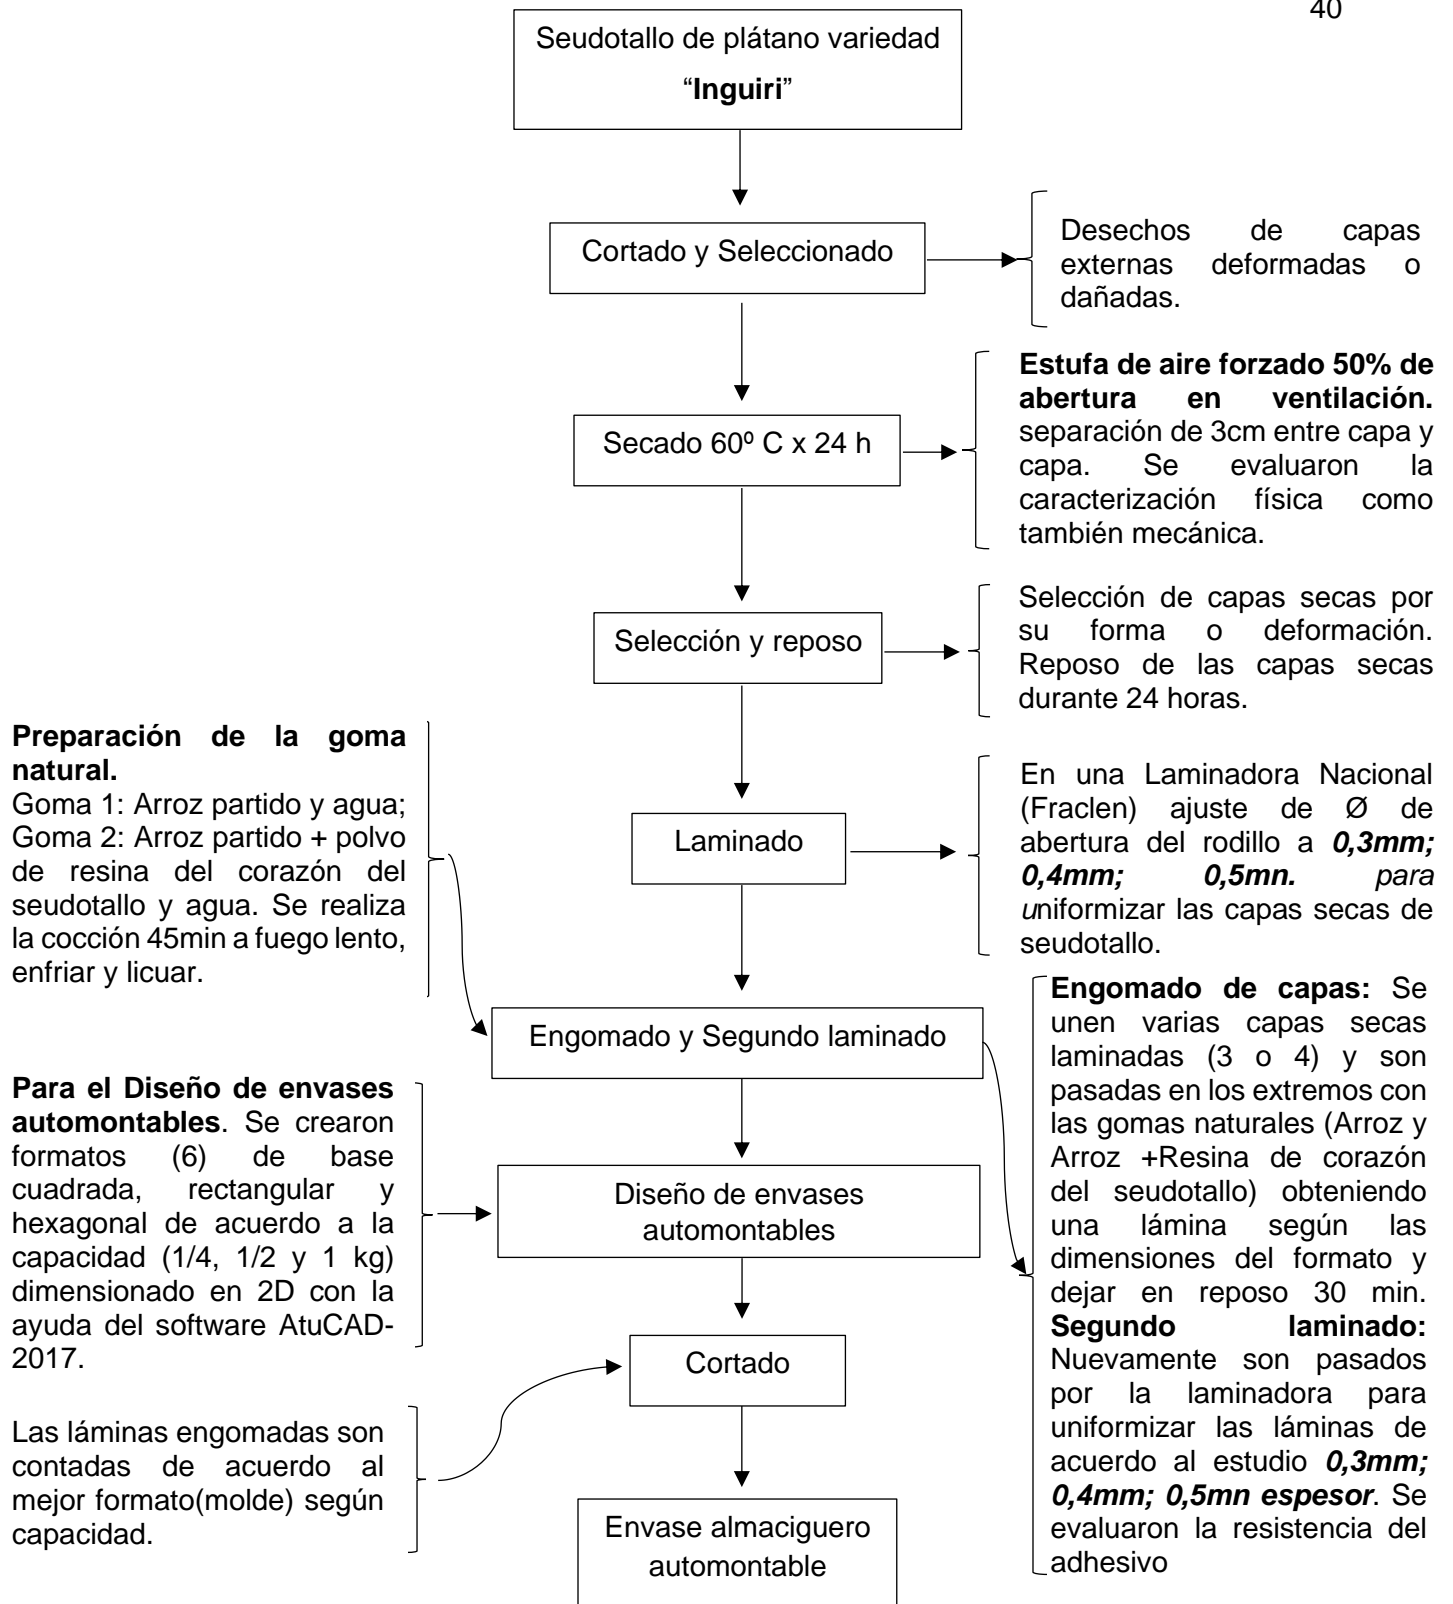 40
Seudotallo de plátano variedad
“Inguiri”
Cortado y Seleccionado
Desechos de capas
externas deformadas o
dañadas.
Secado 60º C x 24 h
Estufa de aire forzado 50% de
abertura en ventilación.
separación de 3cm entre capa y
capa. Se evaluaron la
caracterización física como
también mecánica.
Selección y reposo
Selección de capas secas por
su forma o deformación.
Reposo de las capas secas
durante 24 horas.
Laminado
En una Laminadora Nacional
(Fraclen) ajuste de Ø de
abertura del rodillo a 0,3mm;
0,4mm; 0,5mn. para
uniformizar las capas secas de
seudotallo.
Preparación de la goma
natural.
Goma 1: Arroz partido y agua;
Goma 2: Arroz partido + polvo
de resina del corazón del
seudotallo y agua. Se realiza
la cocción 45min a fuego lento,
enfriar y licuar.
Engomado y Segundo laminado
Engomado de capas: Se
unen varias capas secas
laminadas (3 o 4) y son
pasadas en los extremos con
las gomas naturales (Arroz y
Arroz +Resina de corazón
del seudotallo) obteniendo
una lámina según las
dimensiones del formato y
dejar en reposo 30 min.
Segundo laminado:
Nuevamente son pasados
por la laminadora para
uniformizar las láminas de
acuerdo al estudio 0,3mm;
0,4mm; 0,5mn espesor. Se
evaluaron la resistencia del
adhesivo
Para el Diseño de envases
automontables. Se crearon
formatos (6) de base
cuadrada, rectangular y
hexagonal de acuerdo a la
capacidad (1/4, 1/2 y 1 kg)
dimensionado en 2D con la
ayuda del software AtuCAD-
2017.
Diseño de envases
automontables
Cortado
Las láminas engomadas son
contadas de acuerdo al
mejor formato(molde) según
capacidad.
Envase almaciguero
automontable